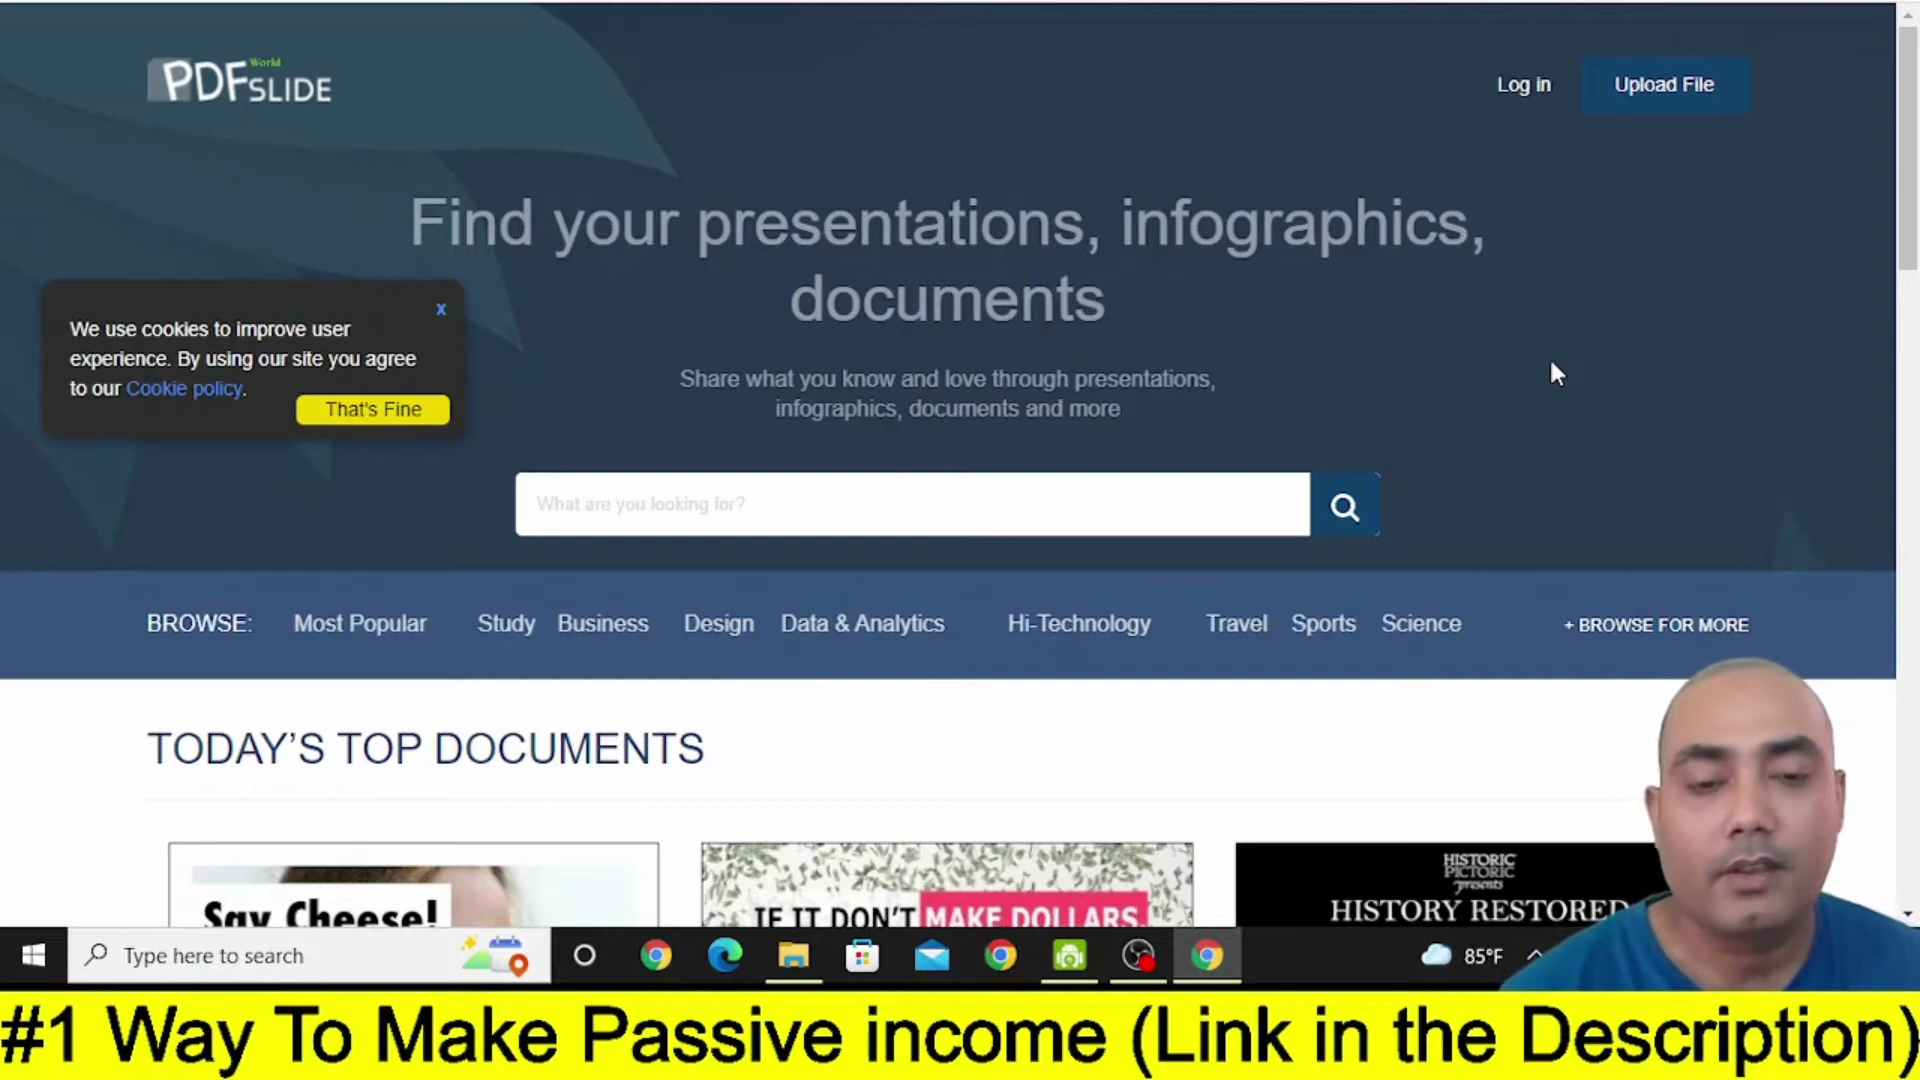 World
PDFSLIDE
Log in
Upload File
Find your presentations, infographics,
documents
x
We use cookies to improve user
experience. By using our site you agree
to our Cookie policy.
That's Fine
Share what you know and love through presentations,
infographics, documents and more
What are you looking for?
BROWSE: Most Popular Study Business Design Data & Analytics Hi-Technology Travel Sports Science + BROWSE FOR MORE
TODAY'S TOP DOCUMENTS
Say Cheese!
IF IT DON'T MAKE DOLLARS,
HISTORIC
PICTORIC
presents
HISTORY RESTORED
Type here to search
85°F
#1 Way To Make Passive income (Link in the Description)